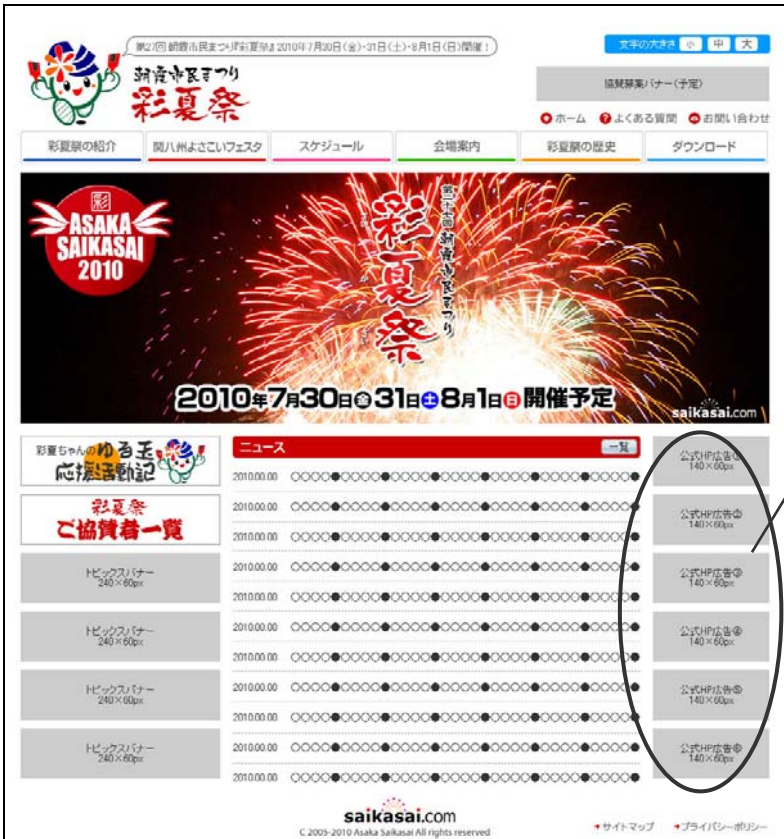 第27回 朝霞市民まつり『彩夏祭』 2010年7月30日(金)・31日(土)・8月1日(日)開催！
文字の大きさ 小 中 大
朝霞市民まつり
彩夏祭
協賛募集バナー(予定)
ホーム よくある質問 お問い合わせ
彩夏祭の紹介 関八州よさこいフェスタ スケジュール 会場案内 彩夏祭の歴史 ダウンロード
彩
ASAKA
SAIKASAI
2010
第二十七回 朝霞市民まつり
彩夏祭
2010年7月30日金31日土8月1日日開催予定
saikasai.com
彩夏ちゃんのゆる玉
応援活動記
彩夏祭
ご協賛者一覧
トピックスバナー
240×60px
トピックスバナー
240×60px
トピックスバナー
240×60px
トピックスバナー
240×60px
ニュース 一覧
2010.00.00 ○○○○●○○○○●○○○○●○○○○●○○○○●○○○○●○○○○●
2010.00.00 ○○○○●○○○○●○○○○●○○○○●○○○○●○○○○●○○○○●
2010.00.00 ○○○○●○○○○●○○○○●○○○○●○○○○●○○○○●○○○○●
2010.00.00 ○○○○●○○○○●○○○○●○○○○●○○○○●○○○○●○○○○●
2010.00.00 ○○○○●○○○○●○○○○●○○○○●○○○○●○○○○●○○○○●
2010.00.00 ○○○○●○○○○●○○○○●○○○○●○○○○●○○○○●○○○○●
2010.00.00 ○○○○●○○○○●○○○○●○○○○●○○○○●○○○○●○○○○●
2010.00.00 ○○○○●○○○○●○○○○●○○○○●○○○○●○○○○●○○○○●
2010.00.00 ○○○○●○○○○●○○○○●○○○○●○○○○●○○○○●○○○○●
2010.00.00 ○○○○●○○○○●○○○○●○○○○●○○○○●○○○○●○○○○●
2010.00.00 ○○○○●○○○○●○○○○●○○○○●○○○○●○○○○●○○○○●
公式HP広告①
140×60px
公式HP広告②
140×60px
公式HP広告③
140×60px
公式HP広告④
140×60px
公式HP広告⑤
140×60px
公式HP広告⑥
140×60px
saikasai.com
C 2005-2010 Asaka Saikasai All rights reserved
サイトマップ プライバシーポリシー